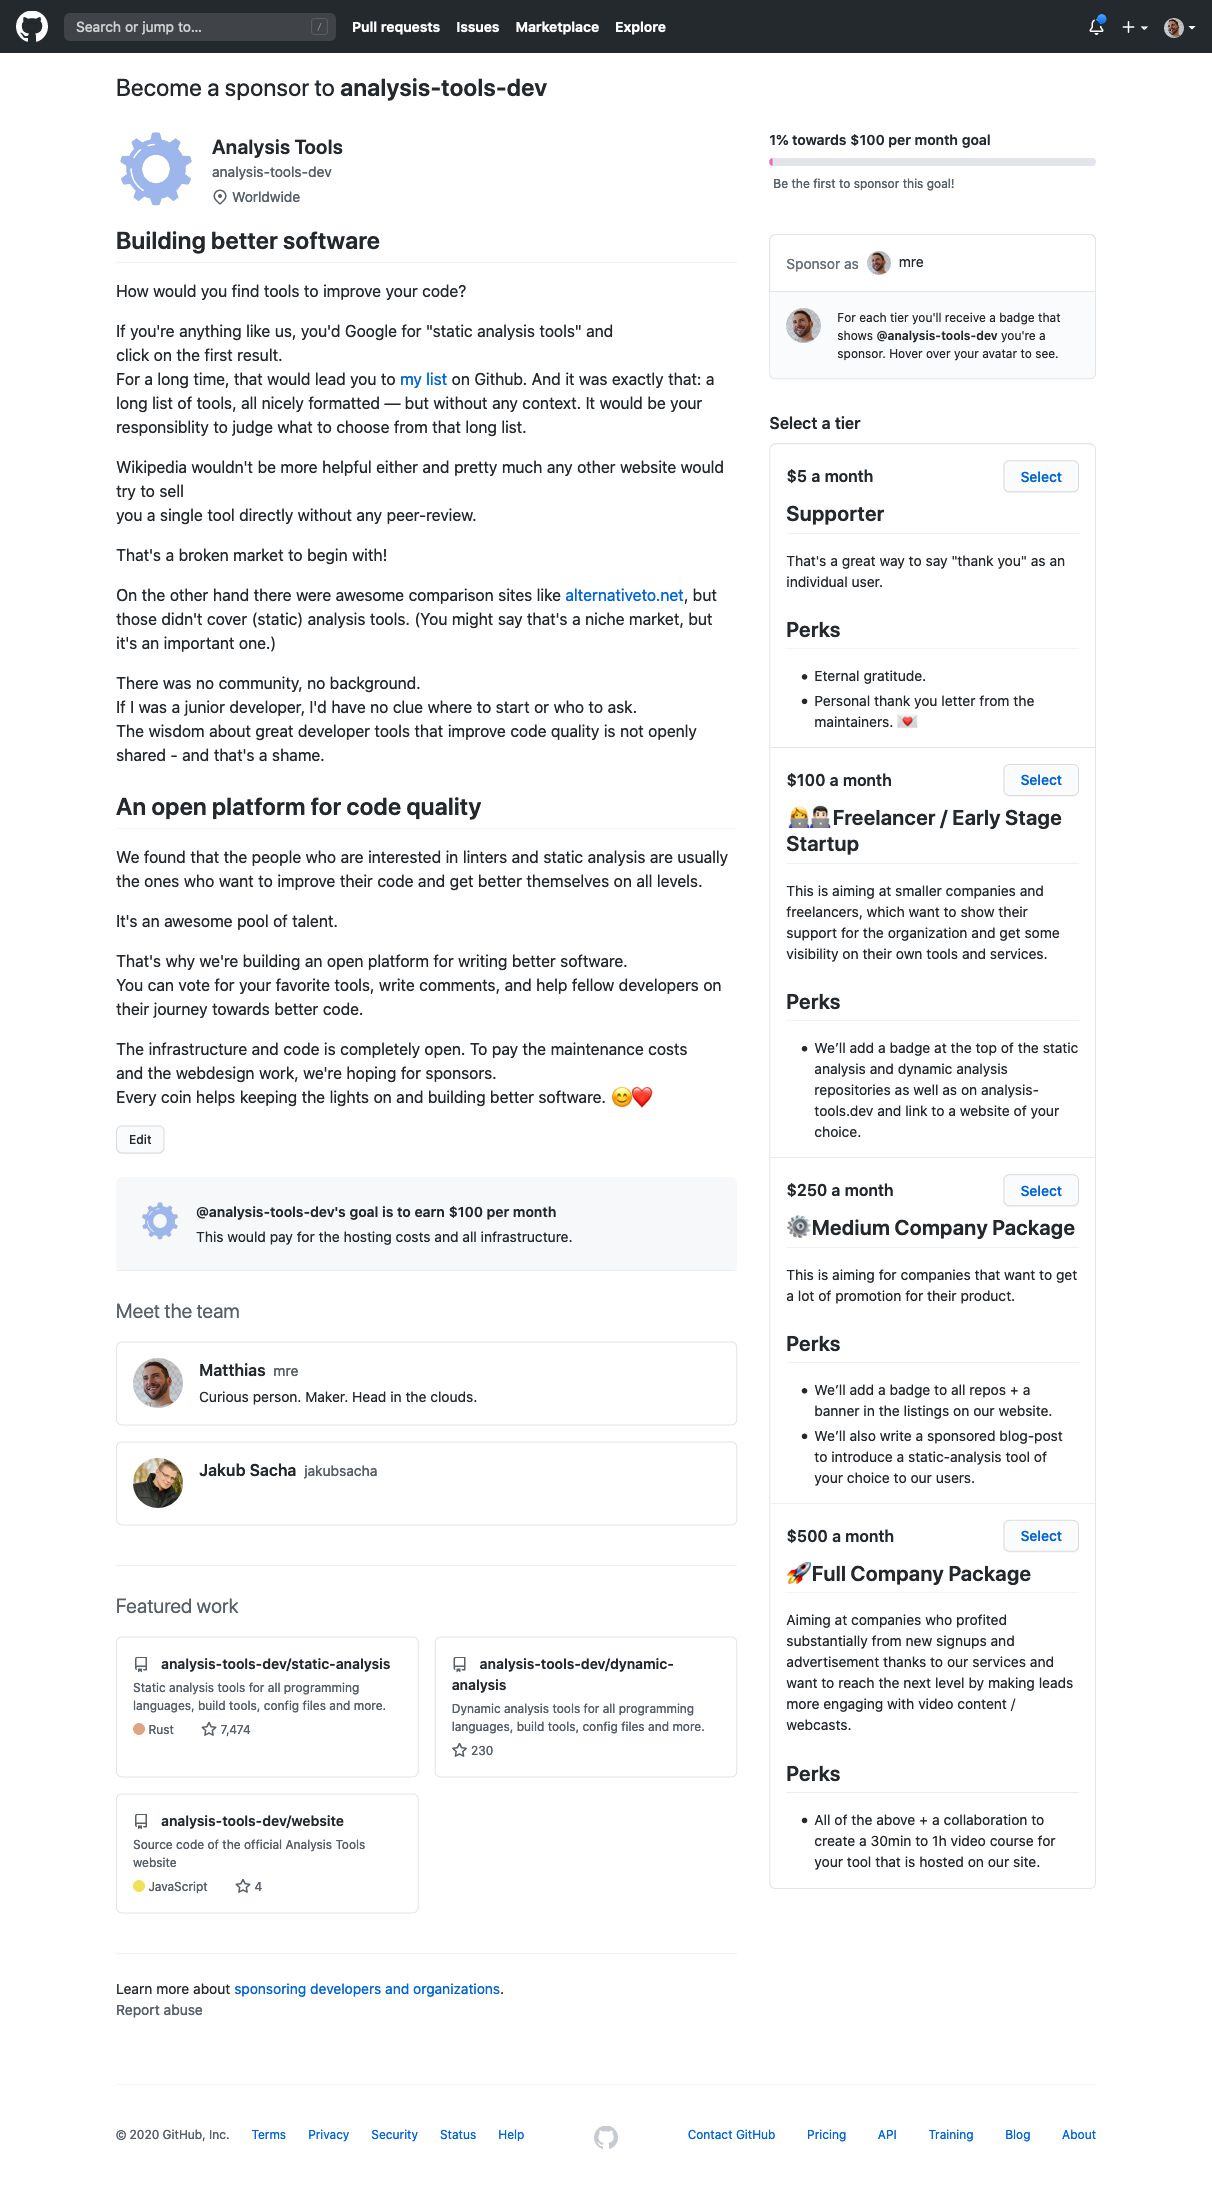 Search or jump to...
/
Pull requests
Issues
Marketplace
Explore
Become a sponsor to analysis-tools-dev
Analysis Tools
analysis-tools-dev
Worldwide
Building better software
How would you find tools to improve your code?
If you're anything like us, you'd Google for "static analysis tools" and
click on the first result.
For a long time, that would lead you to my list on Github. And it was exactly that: a
long list of tools, all nicely formatted — but without any context. It would be your
responsiblity to judge what to choose from that long list.
Wikipedia wouldn't be more helpful either and pretty much any other website would
try to sell
you a single tool directly without any peer-review.
That's a broken market to begin with!
On the other hand there were awesome comparison sites like alternativeto.net, but
those didn't cover (static) analysis tools. (You might say that's a niche market, but
it's an important one.)
There was no community, no background.
If I was a junior developer, I'd have no clue where to start or who to ask.
The wisdom about great developer tools that improve code quality is not openly
shared - and that's a shame.
An open platform for code quality
We found that the people who are interested in linters and static analysis are usually
the ones who want to improve their code and get better themselves on all levels.
It's an awesome pool of talent.
That's why we're building an open platform for writing better software.
You can vote for your favorite tools, write comments, and help fellow developers on
their journey towards better code.
The infrastructure and code is completely open. To pay the maintenance costs
and the webdesign work, we're hoping for sponsors.
Every coin helps keeping the lights on and building better software. 😊❤️
Edit
@analysis-tools-dev's goal is to earn $100 per month
This would pay for the hosting costs and all infrastructure.
Meet the team
Matthias mre
Curious person. Maker. Head in the clouds.
Jakub Sacha jakubsacha
Featured work
analysis-tools-dev/static-analysis
Static analysis tools for all programming
languages, build tools, config files and more.
Rust 7,474
analysis-tools-dev/dynamic-
analysis
Dynamic analysis tools for all programming
languages, build tools, config files and more.
230
analysis-tools-dev/website
Source code of the official Analysis Tools
website
JavaScript 4
Learn more about sponsoring developers and organizations.
Report abuse
1% towards $100 per month goal
Be the first to sponsor this goal!
Sponsor as mre
For each tier you'll receive a badge that
shows @analysis-tools-dev you're a
sponsor. Hover over your avatar to see.
Select a tier
$5 a month
Select
Supporter
That's a great way to say "thank you" as an
individual user.
Perks
• Eternal gratitude.
• Personal thank you letter from the
maintainers. 💌
$100 a month
Select
👩‍💻👨🏻‍💻Freelancer / Early Stage
Startup
This is aiming at smaller companies and
freelancers, which want to show their
support for the organization and get some
visibility on their own tools and services.
Perks
• We’ll add a badge at the top of the static
analysis and dynamic analysis
repositories as well as on analysis-
tools.dev and link to a website of your
choice.
$250 a month
Select
⚙️Medium Company Package
This is aiming for companies that want to get
a lot of promotion for their product.
Perks
• We’ll add a badge to all repos + a
banner in the listings on our website.
• We’ll also write a sponsored blog-post
to introduce a static-analysis tool of
your choice to our users.
$500 a month
Select
🚀Full Company Package
Aiming at companies who profited
substantially from new signups and
advertisement thanks to our services and
want to reach the next level by making leads
more engaging with video content /
webcasts.
Perks
• All of the above + a collaboration to
create a 30min to 1h video course for
your tool that is hosted on our site.
© 2020 GitHub, Inc.
Terms
Privacy
Security
Status
Help
Contact GitHub
Pricing
API
Training
Blog
About